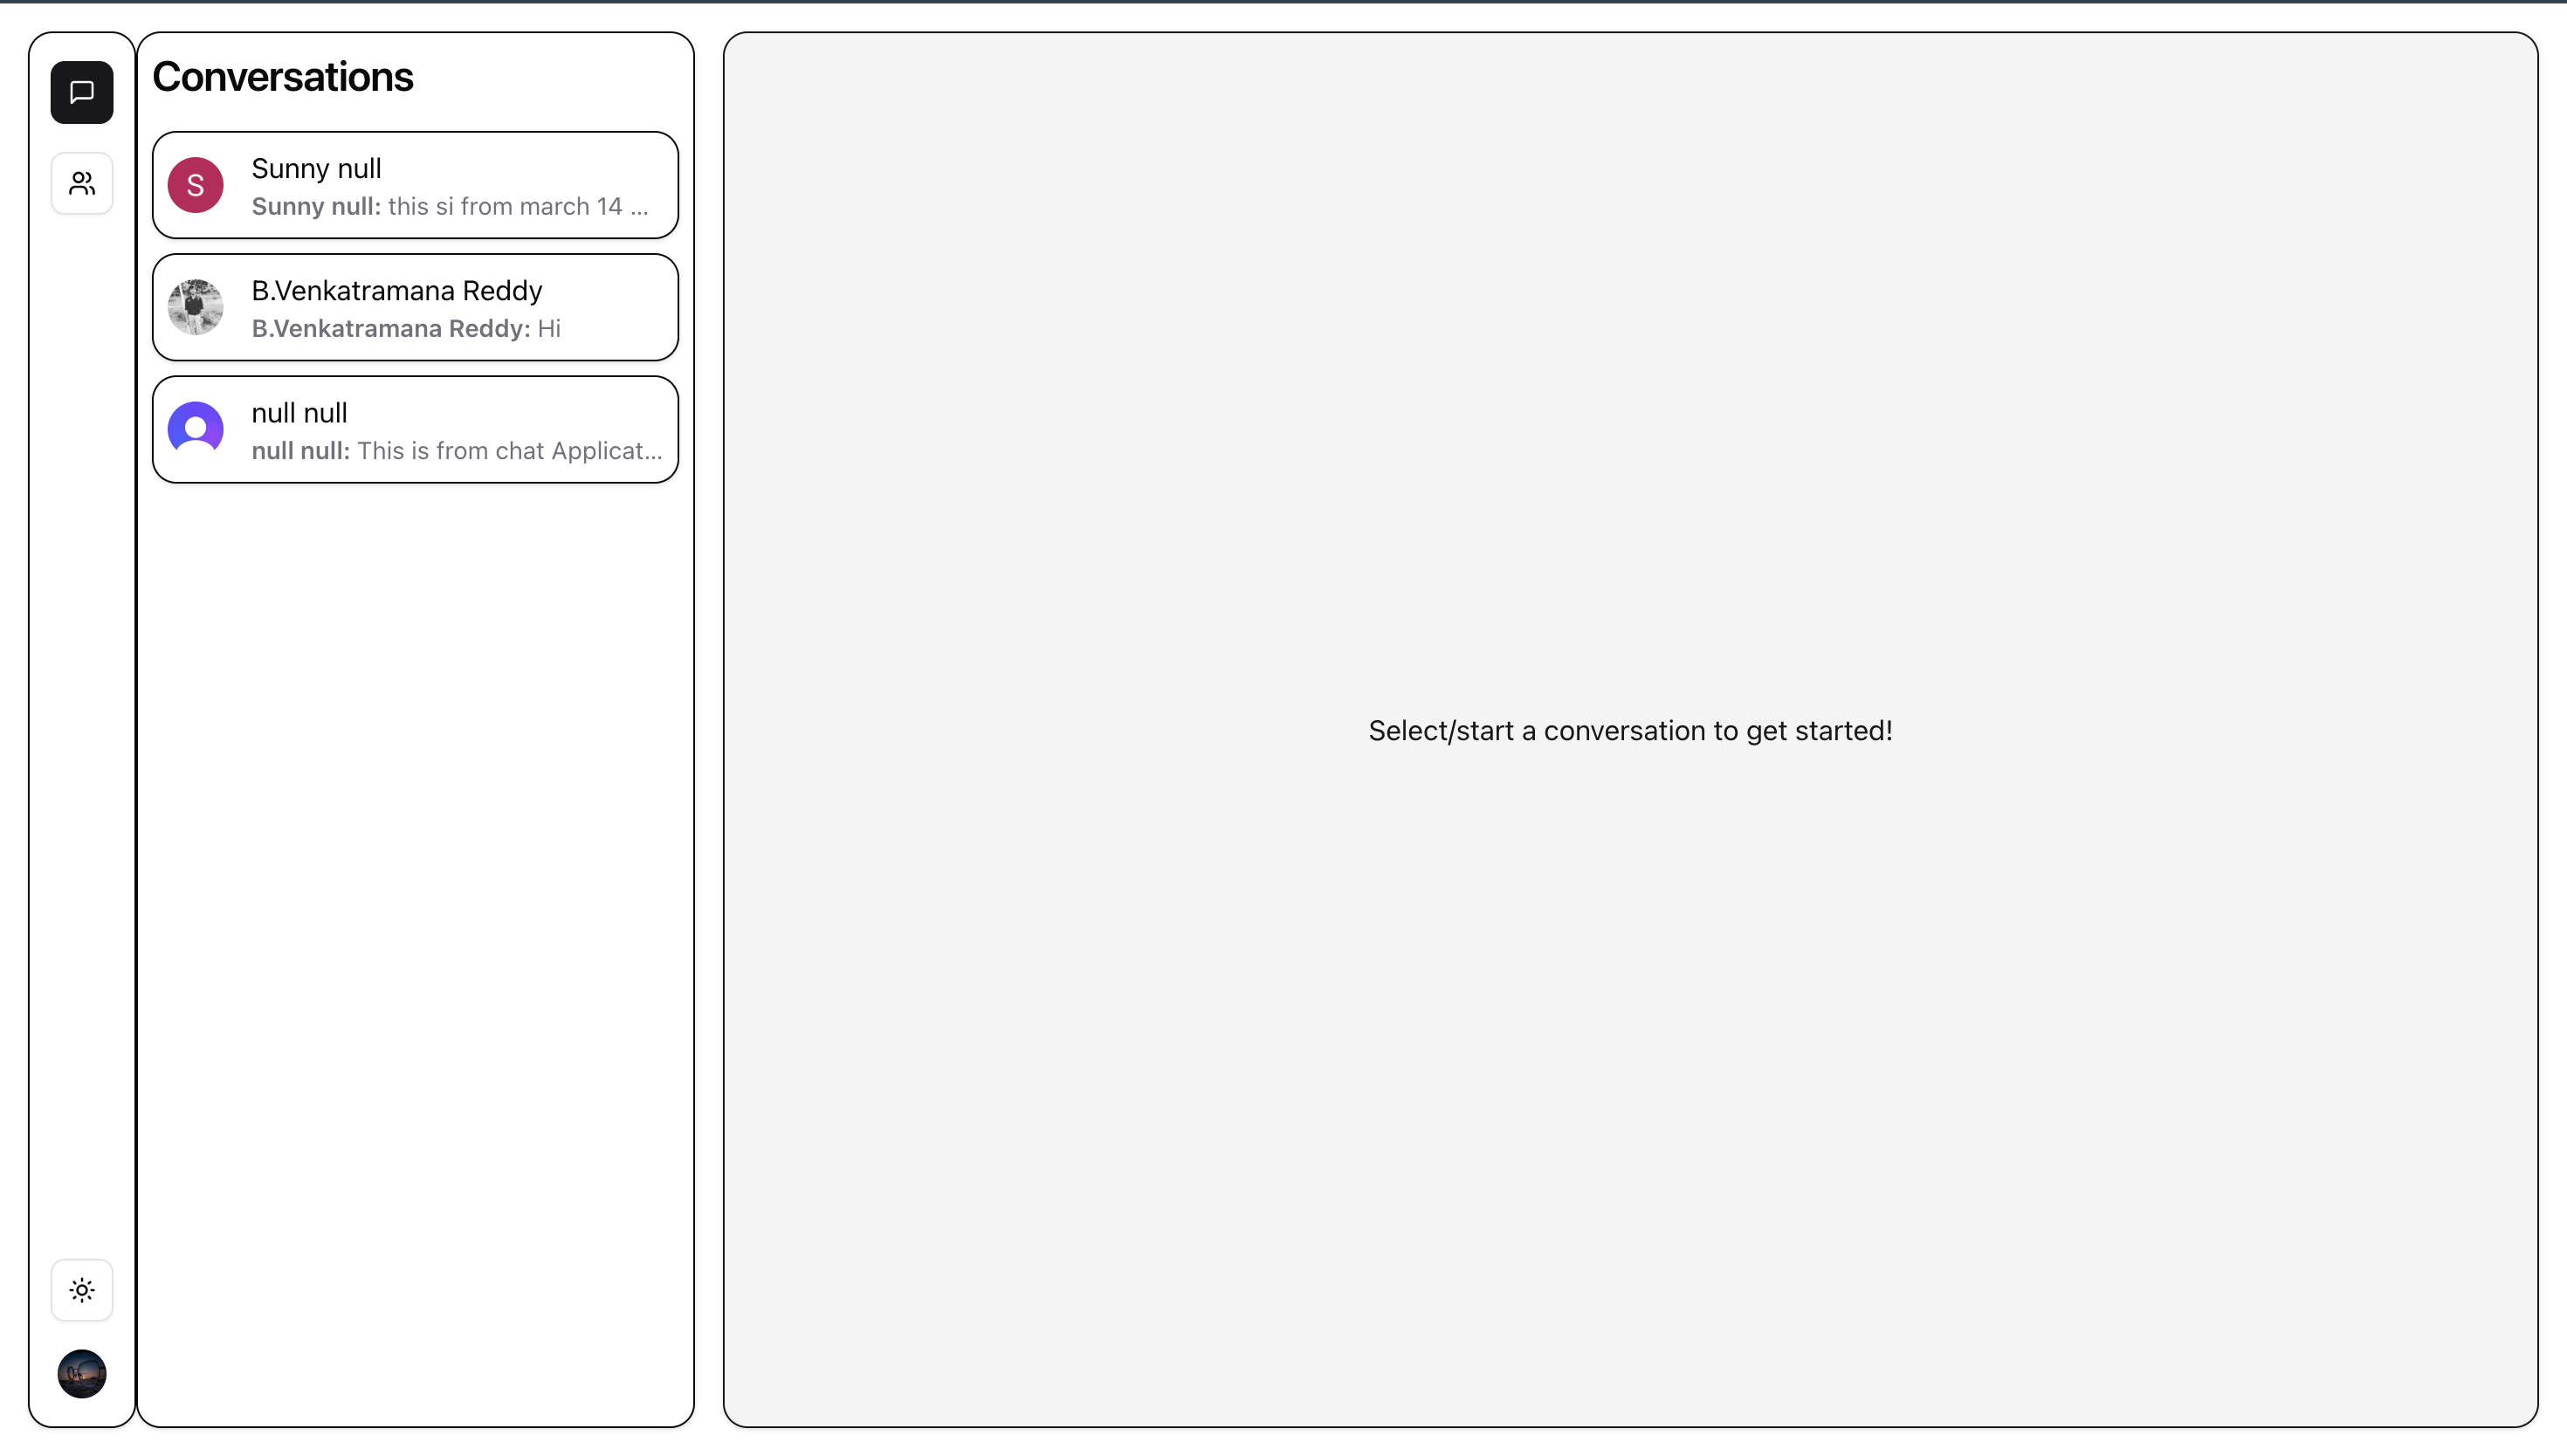 Conversations
S
Sunny null
Sunny null: this si from march 14 ...
B.Venkatramana Reddy
B.Venkatramana Reddy: Hi
null null
null null: This is from chat Applicat...
Select/start a conversation to get started!